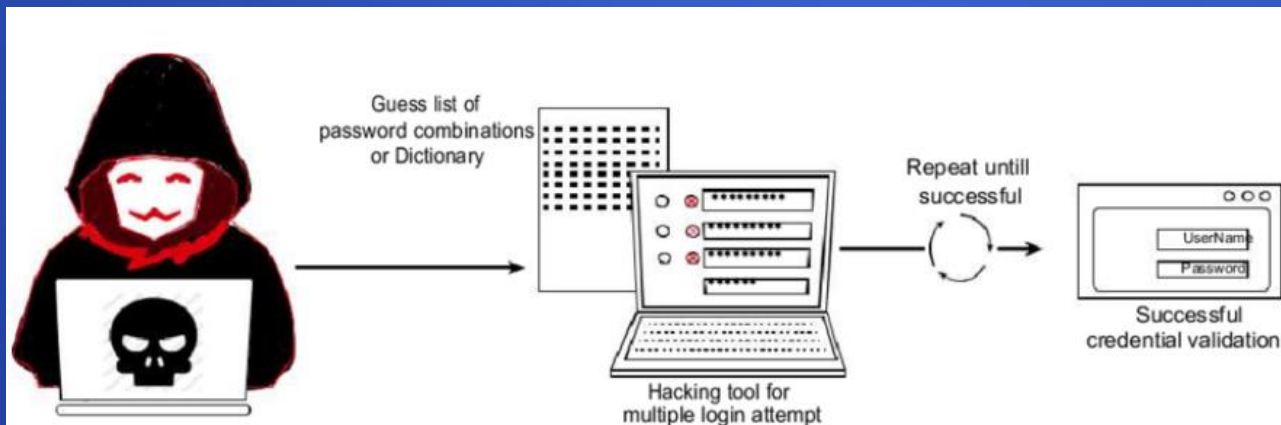 Guess list of
password combinations
or Dictionary
Hacking tool for
multiple login attempt
Repeat untill
successful
UserName
Password
Successful
credential validation